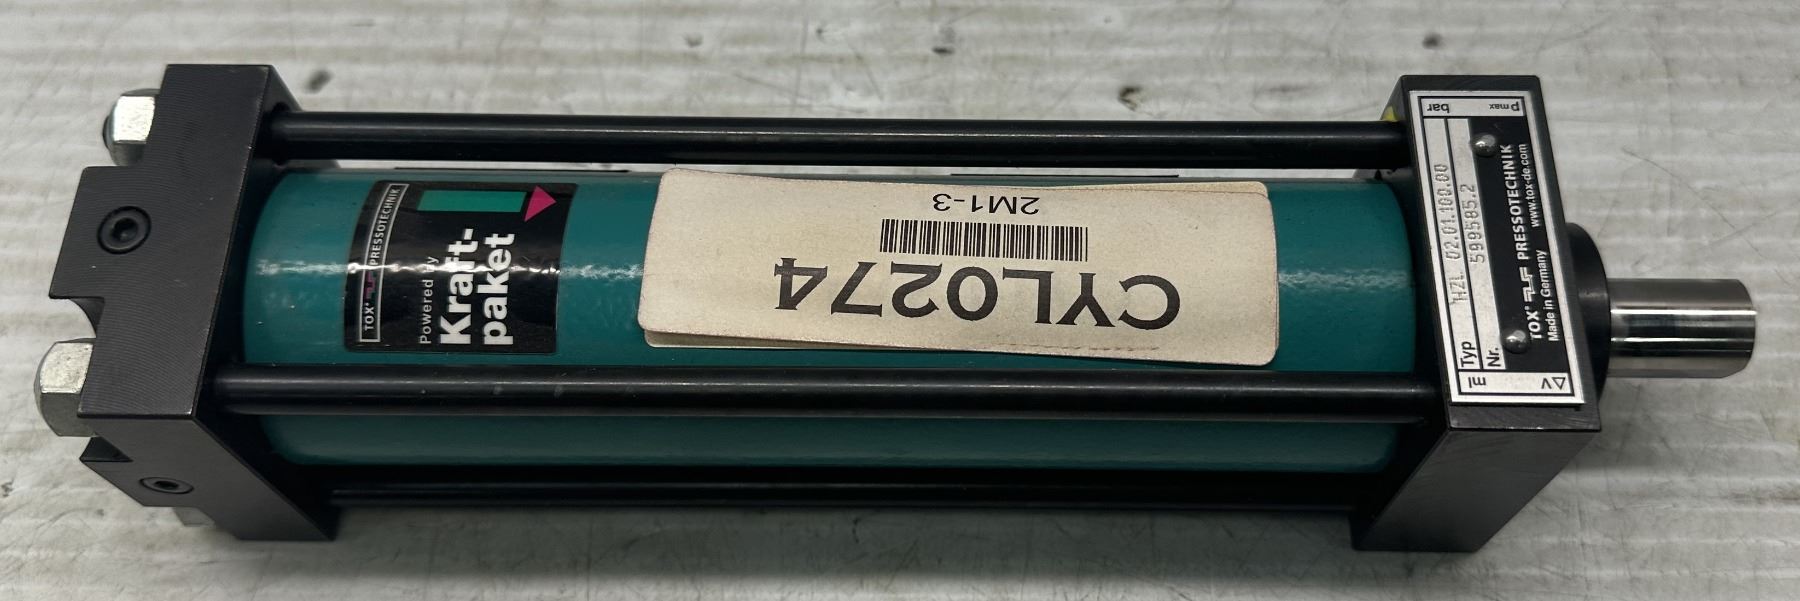 TOX® PRESSOTECHNIK
Powered by
Kraft-
paket
CYL0274
2M1-3
Typ HZL 02.01.100.00
Nr. 599585.2
P max
bar
TOX® PRESSOTECHNIK
Made in Germany www.tox-de.com